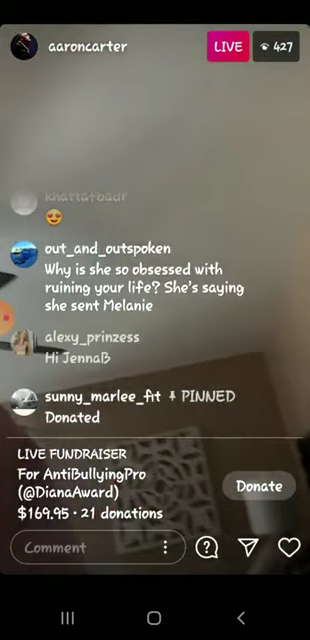 aaroncarter
LIVE
427
khattatbadr
😍
out_and_outspoken
Why is she so obsessed with
ruining your life? She's saying
she sent Melanie
alexy_prinzess
Hi JennaB
sunny_marlee_fit PINNED
Donated
LIVE FUNDRAISER
For AntiBullyingPro
(@DianaAward)
Donate
$169.95 · 21 donations
Comment